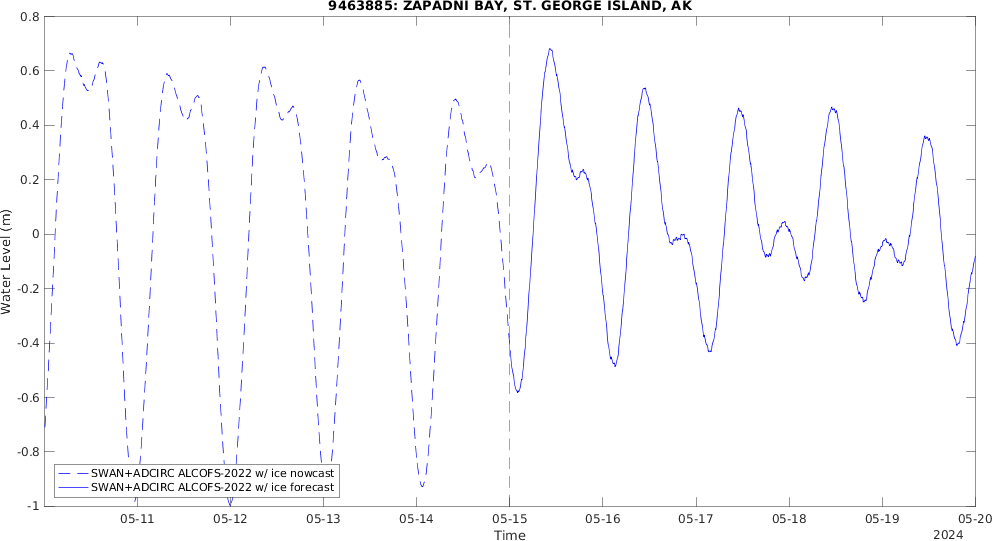 9463885: ZAPADNI BAY, ST. GEORGE ISLAND, AK
0.8
0.6
0.4
0.2
0
-0.2
-0.4
-0.6
-0.8
-1
Water Level (m)
SWAN+ADCIRC ALCOFS-2022 w/ ice nowcast
SWAN+ADCIRC ALCOFS-2022 w/ ice forecast
05-11 05-12 05-13 05-14 05-15 05-16 05-17 05-18 05-19 05-20
Time
2024